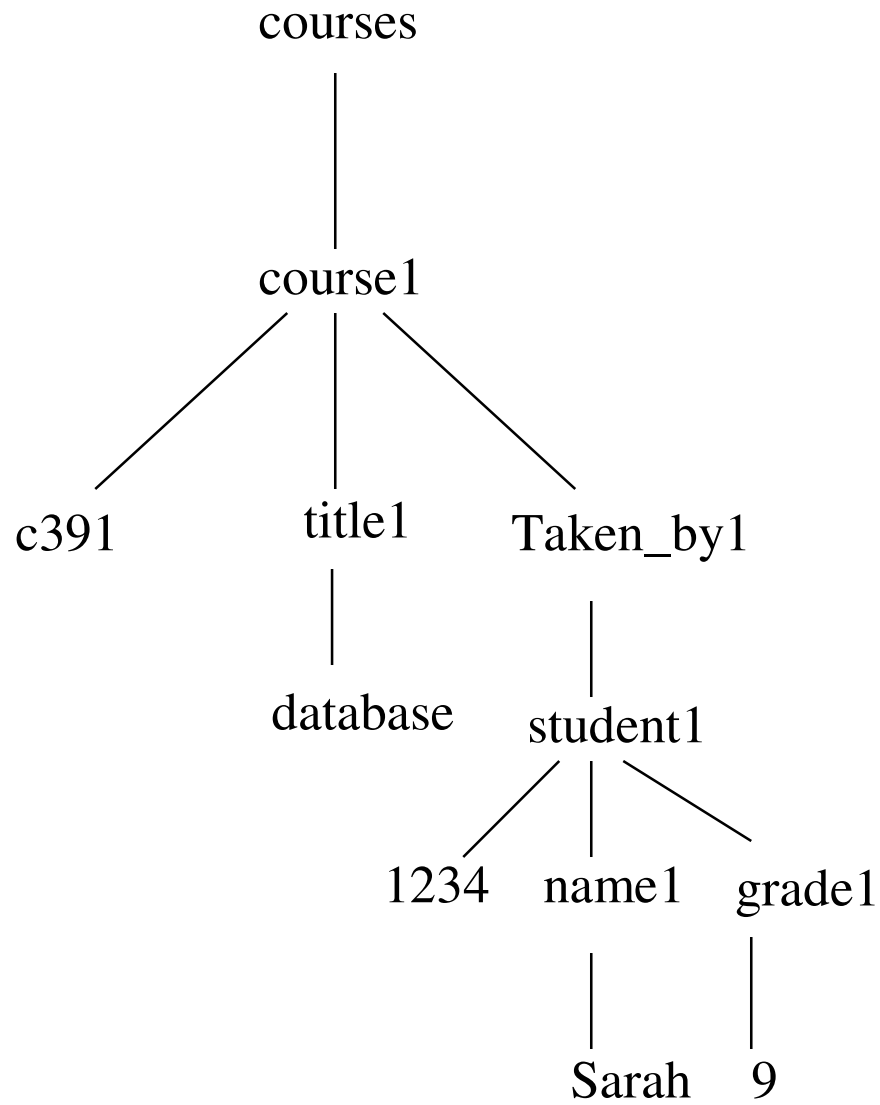 courses
course1
c391 title1 Taken_by1
database student1
1234 name1 grade1
Sarah 9